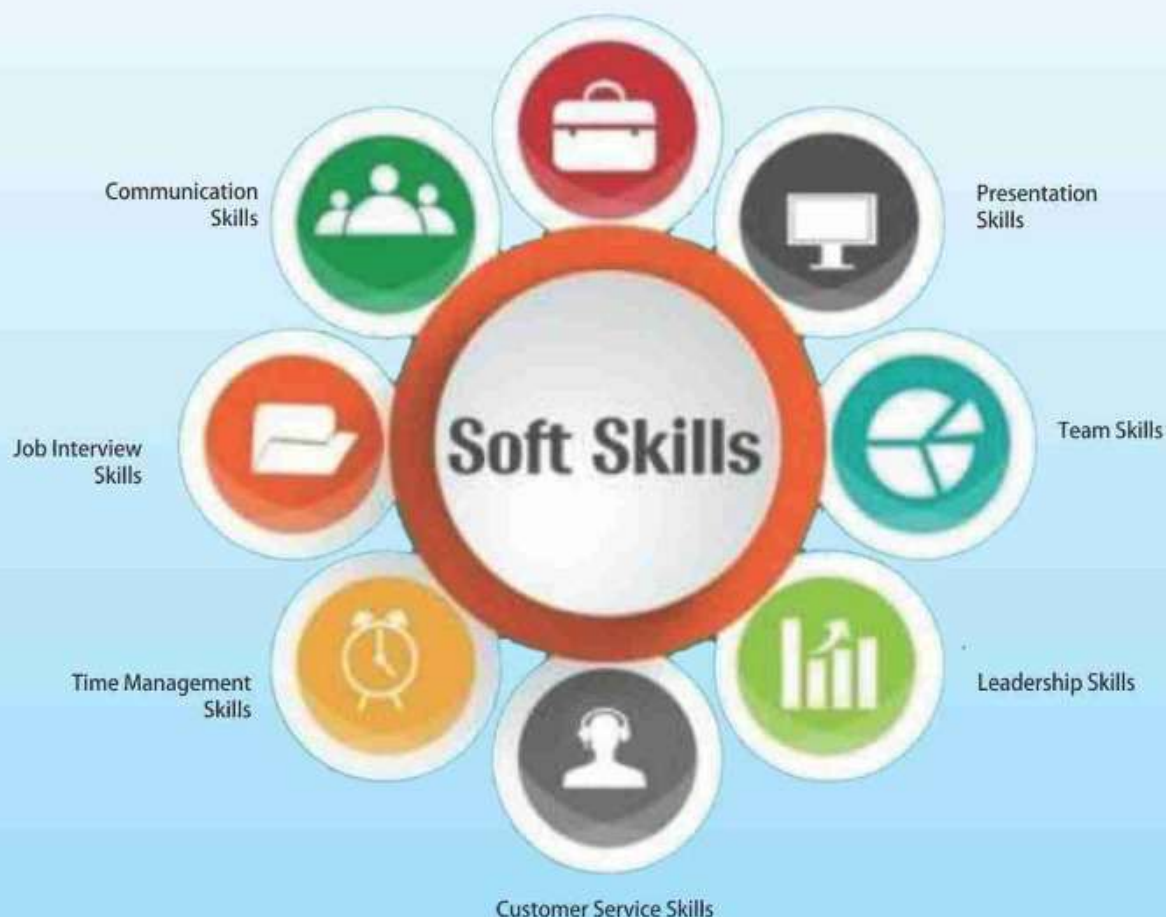 Communication
Skills
Presentation
Skills
Soft Skills
Job Interview
Skills
Team Skills
Time Management
Skills
Leadership Skills
Customer Service Skills